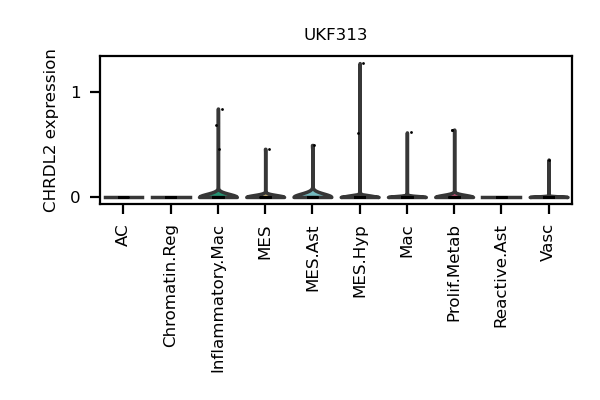 UKF313
CHRDL2 expression
1
0
AC
Chromatin.Reg
Inflammatory.Mac
MES
MES.Ast
MES.Hyp
Mac
Prolif.Metab
Reactive.Ast
Vasc